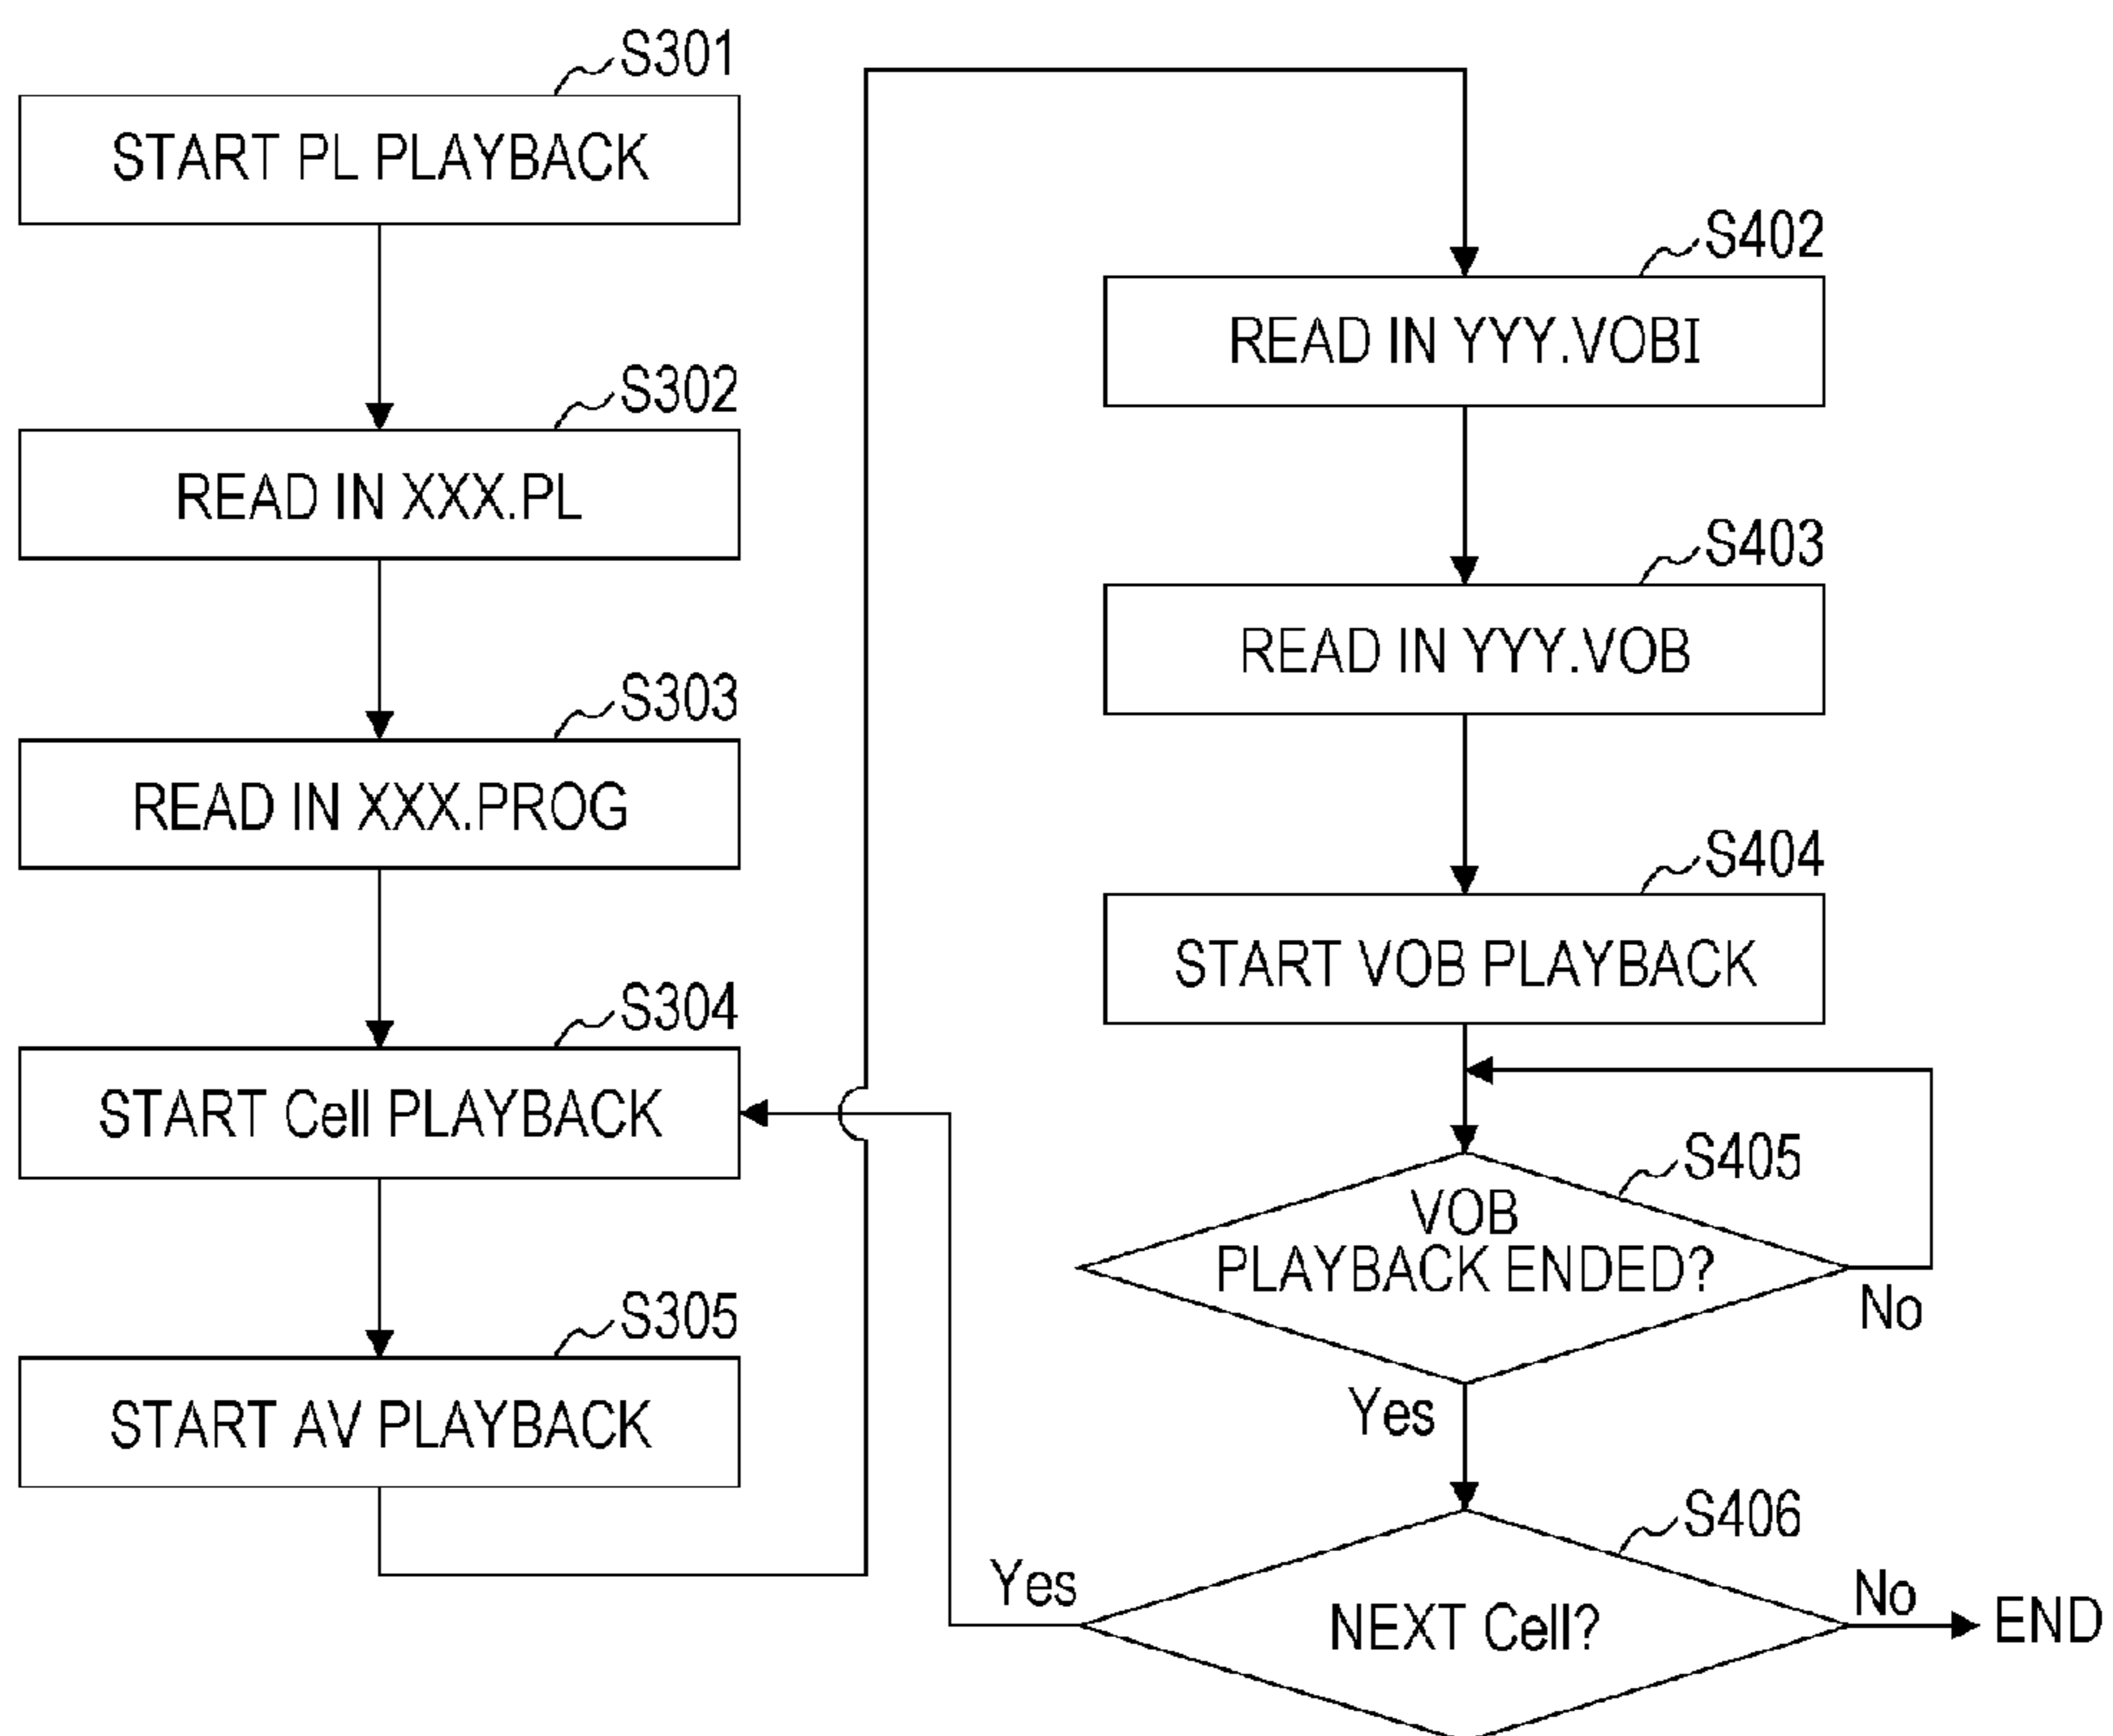 S301
START PL PLAYBACK
S302
READ IN XXX.PL
S303
READ IN XXX.PROG
S304
START Cell PLAYBACK
S305
START AV PLAYBACK
S402
READ IN YYY.VOBI
S403
READ IN YYY.VOB
S404
START VOB PLAYBACK
S405
VOB
PLAYBACK ENDED?
No
Yes
S406
NEXT Cell?
Yes
No
END